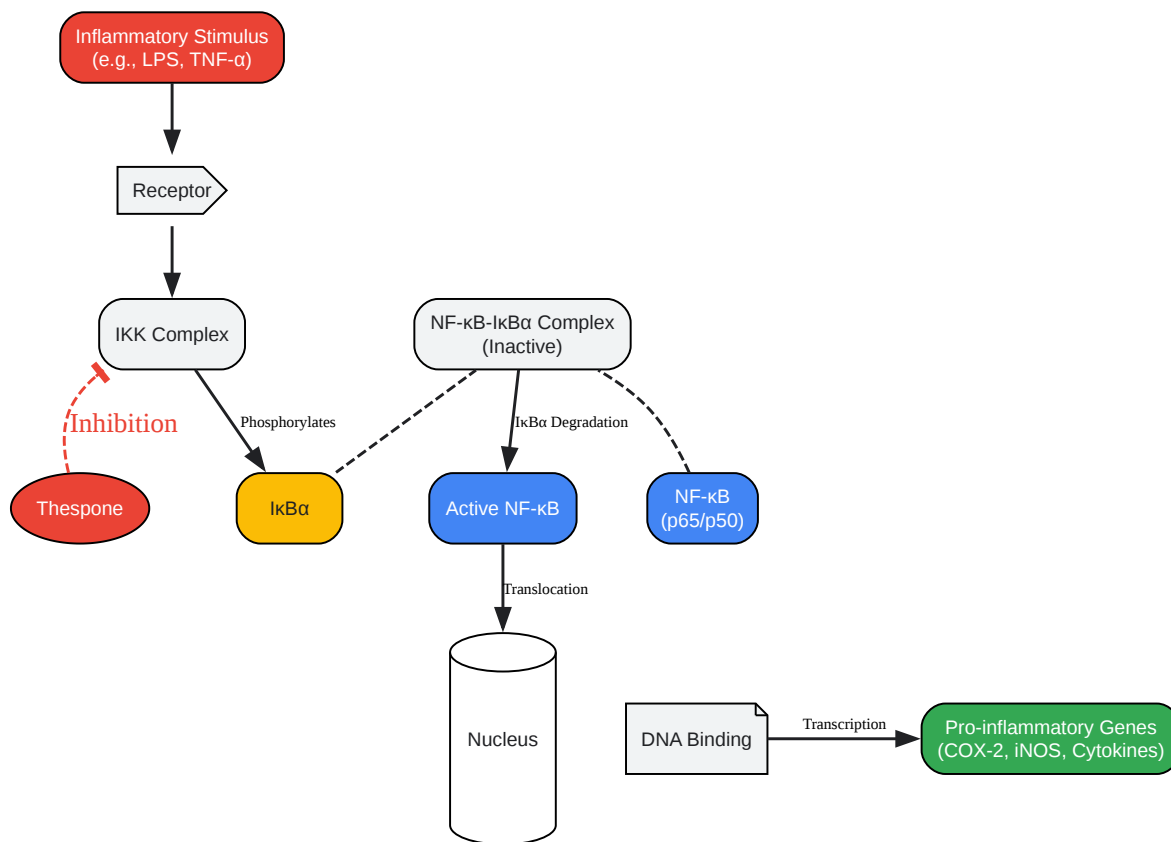 Inflammatory Stimulus
(e.g., LPS, TNF-α)
Receptor
IKK Complex
NF-κB-IκBα Complex
(Inactive)
Inhibition
Phosphorylates
IκBα Degradation
Thespone
IκBα
Active NF-κB
NF-κB
(p65/p50)
Translocation
Nucleus
DNA Binding
Transcription
Pro-inflammatory Genes
(COX-2, iNOS, Cytokines)